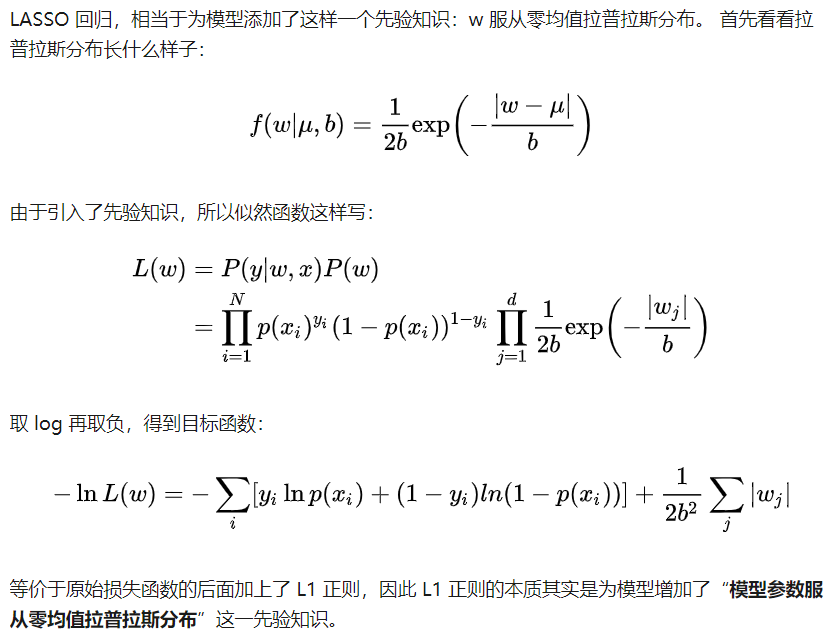 LASSO 回归，相当于为模型添加了这样一个先验知识：w 服从零均值拉普拉斯分布。 首先看看拉
普拉斯分布长什么样子：
f(w|μ, b) = \frac{1}{2b} exp(-\frac{|w - μ|}{b})
由于引入了先验知识，所以似然函数这样写：
L(w) = P(y|w, x)P(w)
= \prod_{i=1}^{N} p(x_i)^{y_i} (1 - p(x_i))^{1-y_i} \prod_{j=1}^{d} \frac{1}{2b} exp(-\frac{|w_j|}{b})
取 log 再取负，得到目标函数：
- ln L(w) = - \sum_{i} [y_i ln p(x_i) + (1 - y_i)ln(1 - p(x_i))] + \frac{1}{2b^2} \sum_{j} |w_j|
等价于原始损失函数的后面加上了 L1 正则，因此 L1 正则的本质其实是为模型增加了“模型参数服
从零均值拉普拉斯分布”这一先验知识。